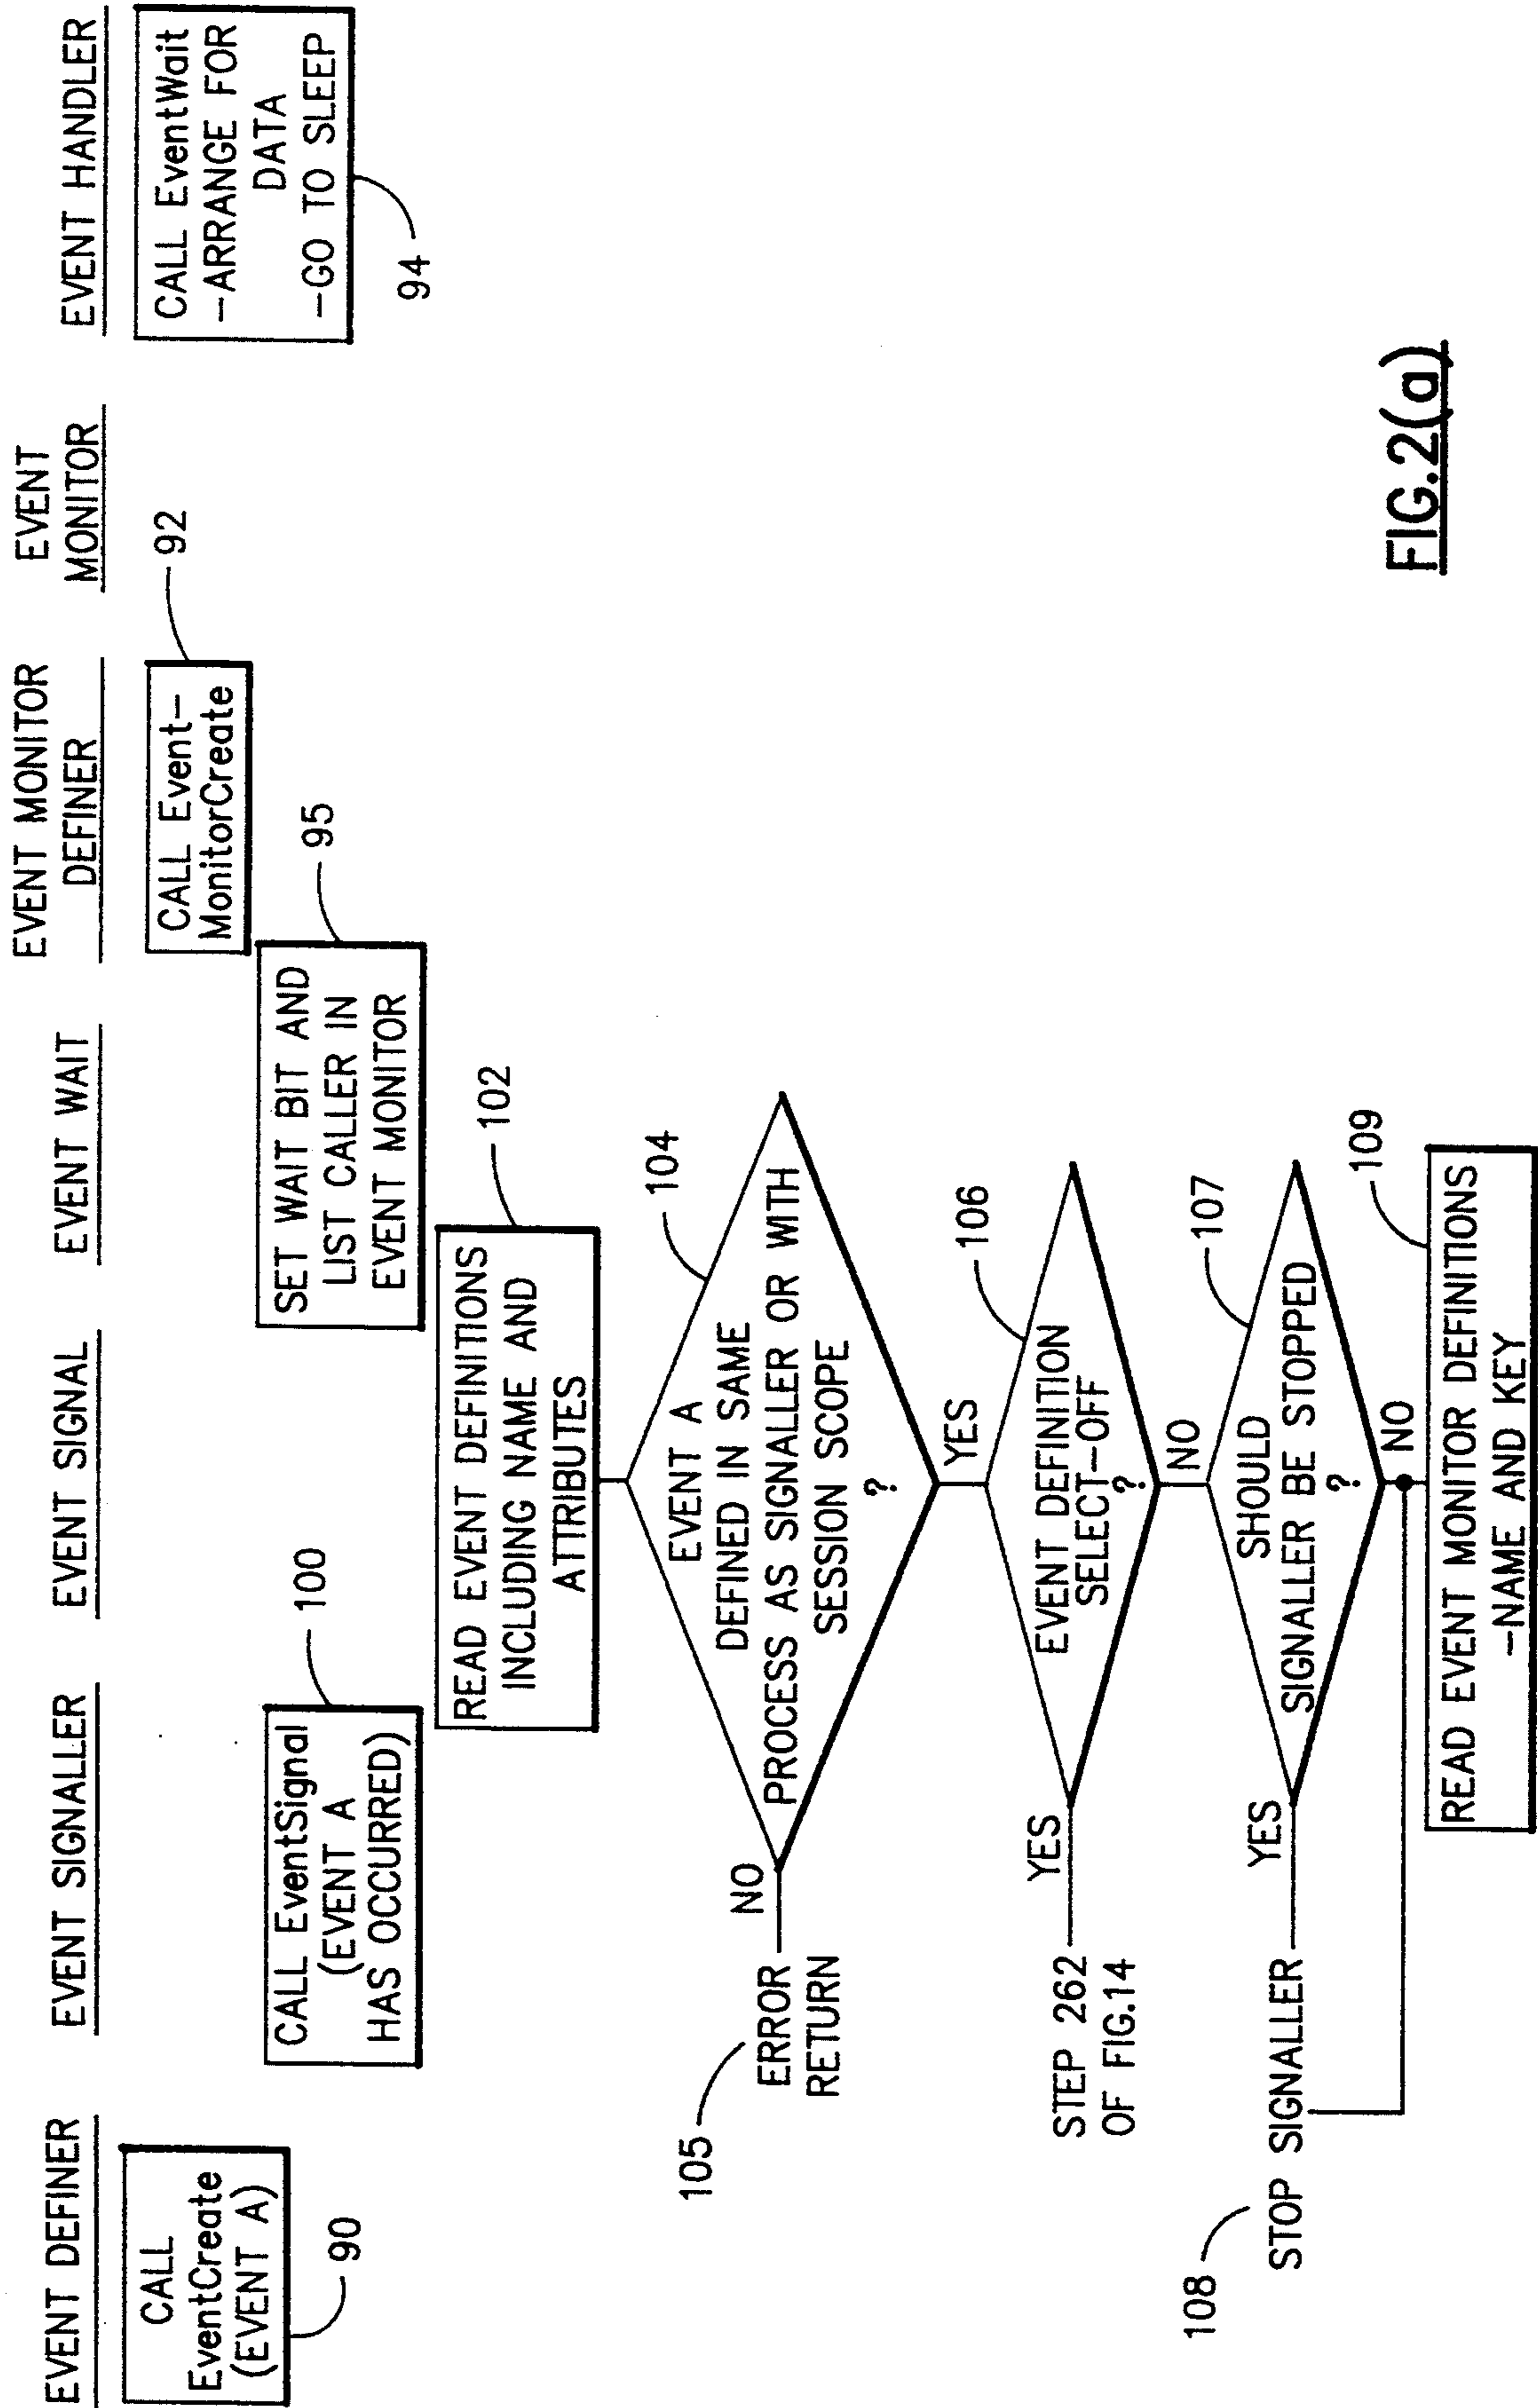 EVENT DEFINER
EVENT SIGNALLER
EVENT SIGNAL
EVENT WAIT
EVENT MONITOR
DEFINER
EVENT
MONITOR
EVENT HANDLER
CALL
EventCreate
(EVENT A)
90
CALL Event-
MonitorCreate
92
CALL EventWait
-ARRANGE FOR
DATA
-GO TO SLEEP
94
SET WAIT BIT AND
LIST CALLER IN
EVENT MONITOR
95
CALL EventSignal
(EVENT A
HAS OCCURRED)
100
READ EVENT DEFINITIONS
INCLUDING NAME AND
ATTRIBUTES
102
EVENT A
DEFINED IN SAME
PROCESS AS SIGNALLER OR WITH
SESSION SCOPE
?
104
NO
ERROR
RETURN
105
YES
EVENT DEFINITION
SELECT-OFF
?
106
YES
STEP 262
OF FIG.14
NO
SHOULD
SIGNALLER BE STOPPED
?
107
YES
STOP SIGNALLER
108
NO
READ EVENT MONITOR DEFINITIONS
-NAME AND KEY
109
FIG.2(a)